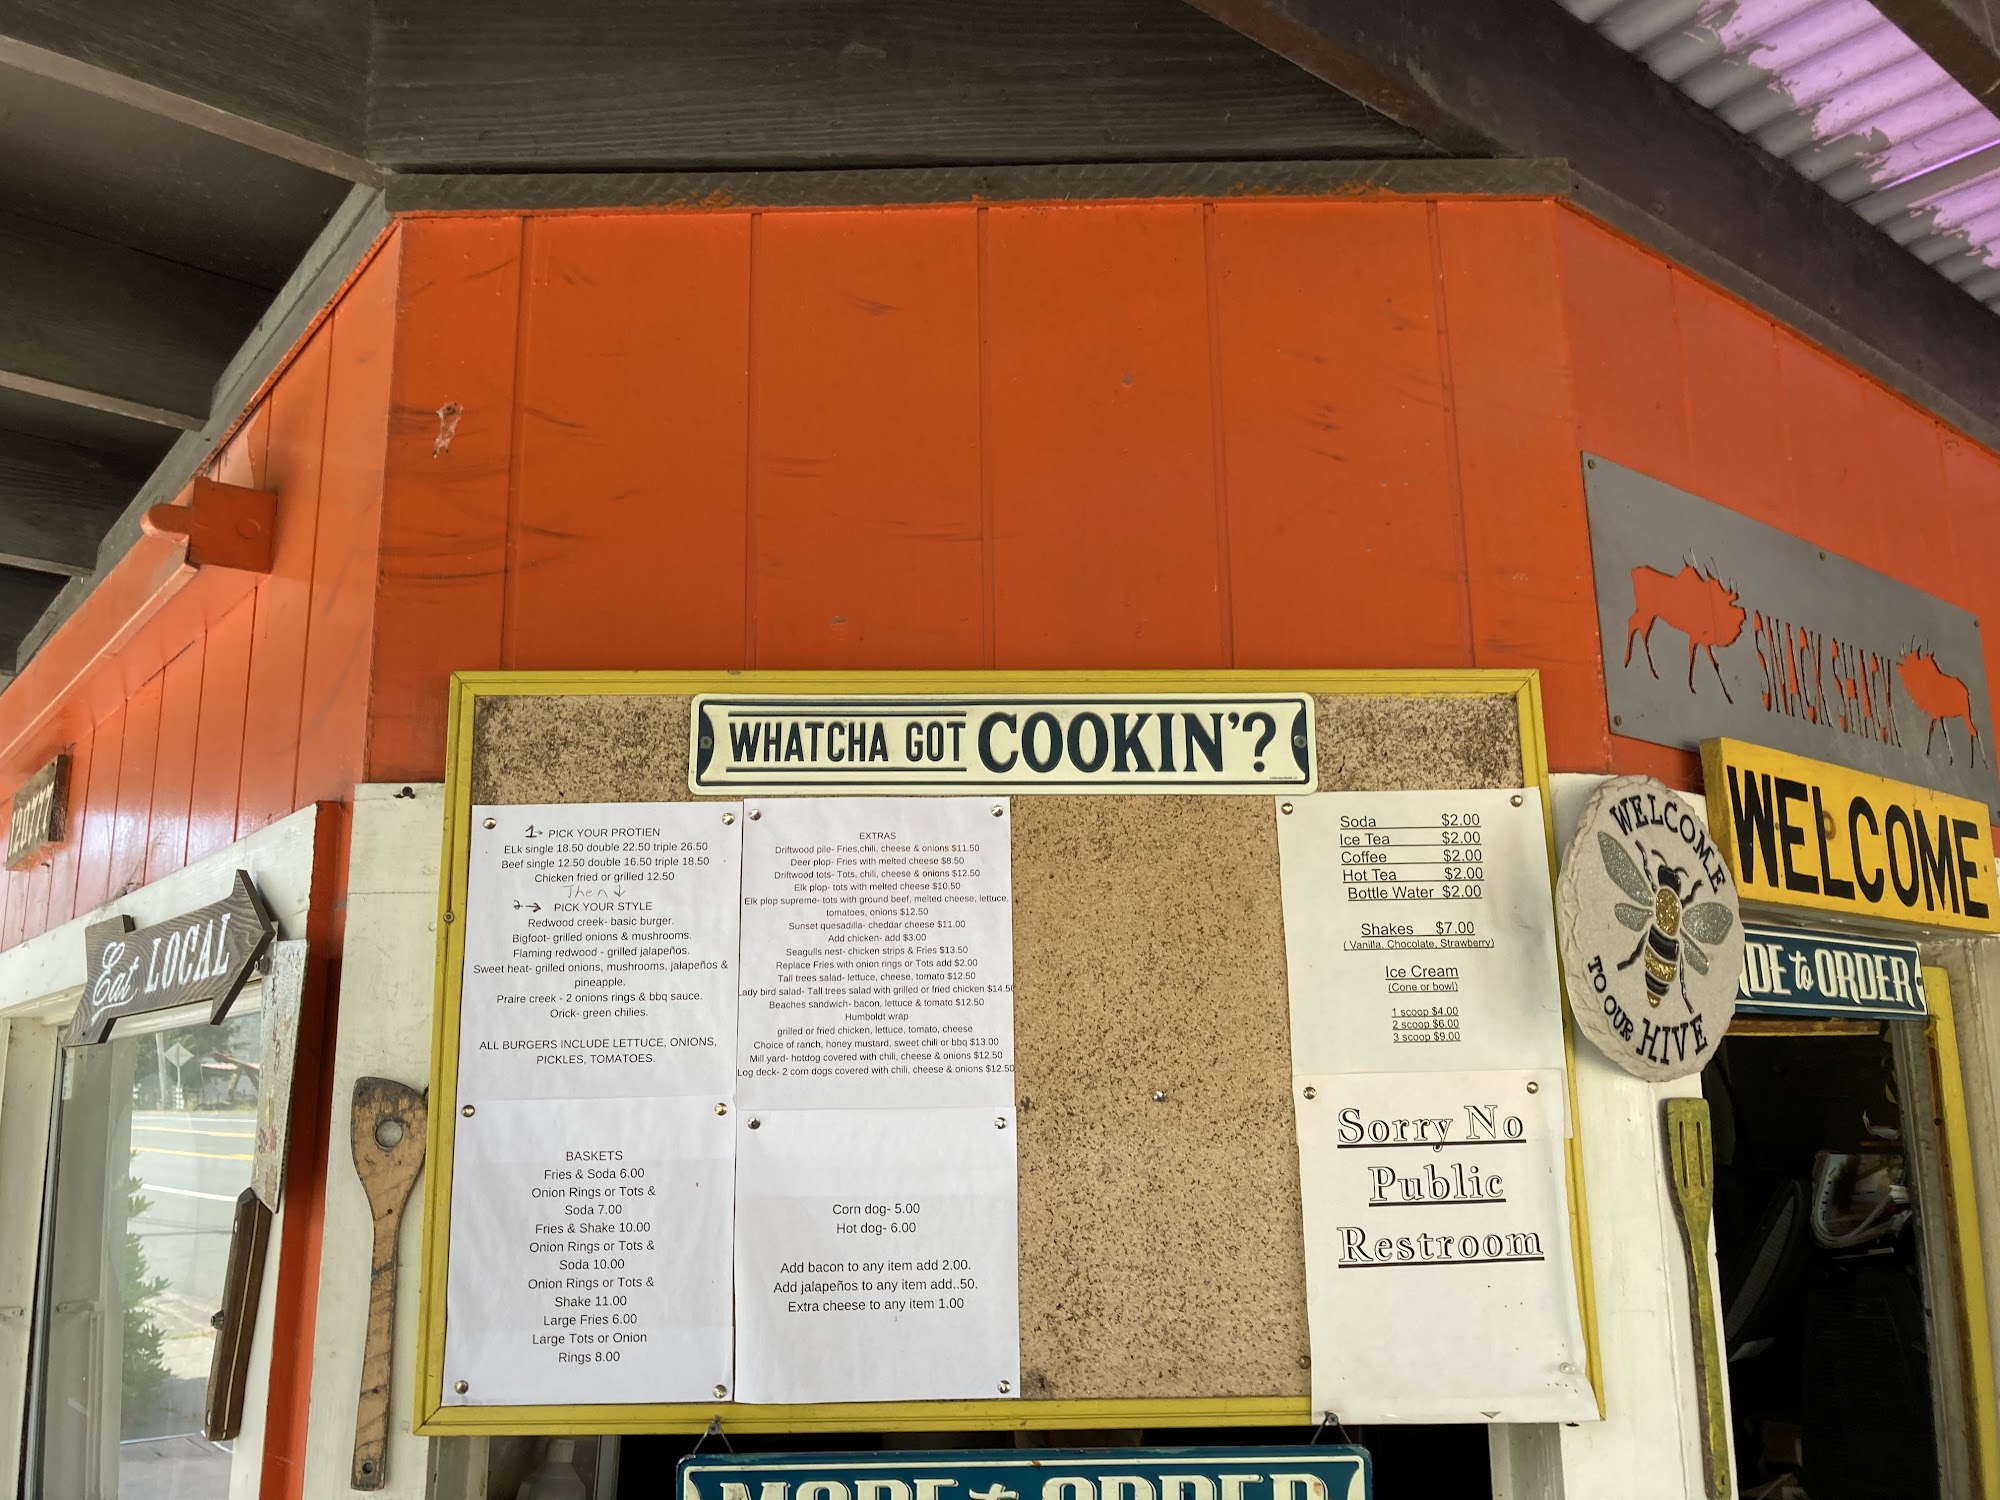 WHATCHA GOT COOKIN'?
1→ PICK YOUR PROTIEN
ELk single 18.50 double 22.50 triple 26.50
Beef single 12.50 double 16.50 triple 18.50
Chicken fried or grilled 12.50
Then ↓
2→ PICK YOUR STYLE
Redwood creek- basic burger.
Bigfoot- grilled onions & mushrooms.
Flaming redwood - grilled jalapeños.
Sweet heat- grilled onions, mushrooms, jalapeños &
pineapple.
Praire creek - 2 onions rings & bbq sauce.
Orick- green chilies.
ALL BURGERS INCLUDE LETTUCE, ONIONS,
PICKLES, TOMATOES.
BASKETS
Fries & Soda 6.00
Onion Rings or Tots &
Soda 7.00
Fries & Shake 10.00
Onion Rings or Tots &
Soda 10.00
Onion Rings or Tots &
Shake 11.00
Large Fries 6.00
Large Tots or Onion
Rings 8.00
EXTRAS
Driftwood pile- Fries,chili, cheese & onions $11.50
Deer plop- Fries with melted cheese $8.50
Driftwood tots- Tots, chili, cheese & onions $12.50
Elk plop- tots with melted cheese $10.50
Elk plop supreme- tots with ground beef, melted cheese, lettuce,
tomatoes, onions $12.50
Sunset quesadilla- cheddar cheese $11.00
Add chicken- add $3.00
Seagulls nest- chicken strips & Fries $13.50
Replace Fries with onion rings or Tots add $2.00
Tall trees salad- lettuce, cheese, tomato $12.50
Lady bird salad- Tall trees salad with grilled or fried chicken $14.50
Beaches sandwich- bacon, lettuce & tomato $12.50
Humboldt wrap
grilled or fried chicken, lettuce, tomato, cheese
Choice of ranch, honey mustard, sweet chili or bbq $13.00
Mill yard- hotdog covered with chili, cheese & onions $12.50
Log deck- 2 corn dogs covered with chili, cheese & onions $12.50
Corn dog- 5.00
Hot dog- 6.00
Add bacon to any item add 2.00.
Add jalapeños to any item add..50.
Extra cheese to any item 1.00
Soda $2.00
Ice Tea $2.00
Coffee $2.00
Hot Tea $2.00
Bottle Water $2.00
Shakes $7.00
( Vanilla, Chocolate, Strawberry)
Ice Cream
(Cone or bowl)
1 scoop $4.00
2 scoop $6.00
3 scoop $9.00
Sorry No
Public
Restroom
SNACK SHACK
WELCOME
WELCOME
TO OUR HIVE
DE to ORDER
Eat LOCAL
120777
MADE to ORDER